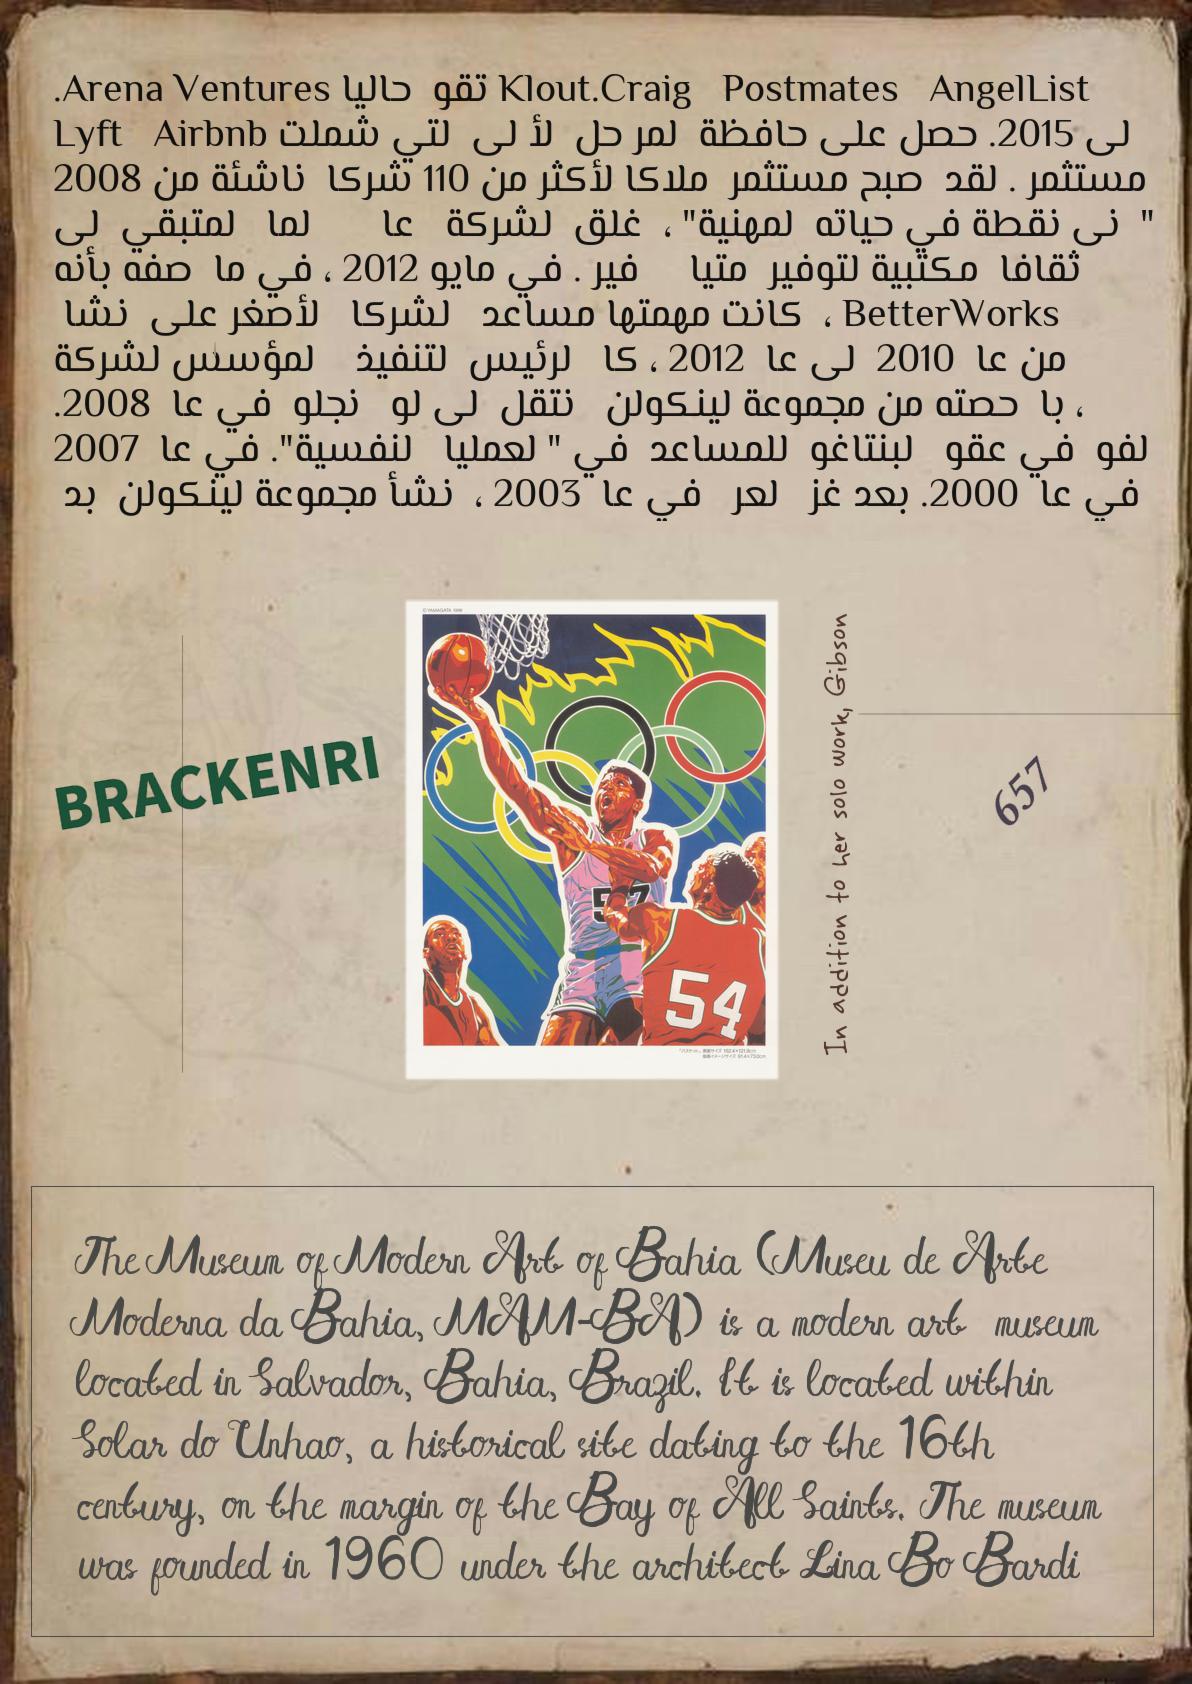 .Arena Ventures تقو حاليا Klout.Craig Postmates AngelList
لى 2015. حصل على حافظة لمر حل لأ لى لتي شملت Lyft Airbnb
مستثمر . لقد صبح مستثمر ملاكا لأكثر من 110 شركا ناشئة من 2008
" نى نقطة في حياته لمهنية" ، غلق لشركة عا لما لمتبقي لى
ثقافا مكتبية لتوفير متيا فير . في مايو 2012 ، في ما صفه بأنه
BetterWorks ، كانت مهمتها مساعد لشركا لأصغر على نشا
من عا 2010 لى عا 2012 ، كا لرئيس لتنفيذ لمؤسس لشركة
، با حصته من مجموعة لينكولن نتقل لى لو نجلو في عا 2008.
لفو في عقو لبنتاغو للمساعد في " لعمليا لنفسية". في عا 2007
في عا 2000. بعد غز لعر في عا 2003 ، نشأ مجموعة لينكولن بد
BRACKENRI
© YAMAGATA
57
54
In addition to her solo work, Gibson
657
The Museum of Modern Art of Bahia (Museu de Arte
Moderna da Bahia, MAM-BA) is a modern art museum
located in Salvador, Bahia, Brazil. It is located within
Solar do Unhao, a historical site dating to the 16th
century, on the margin of the Bay of All Saints. The museum
was founded in 1960 under the architect Lina Bo Bardi